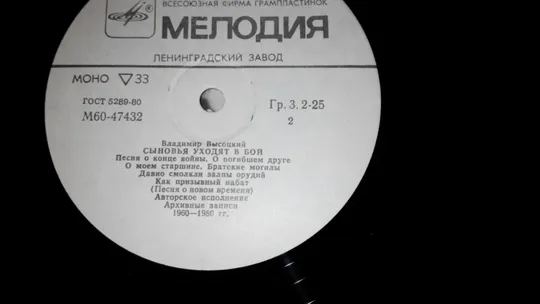 ВСЕСОЮЗНАЯ ФИРМА ГРАМПЛАСТИНОК
МЕЛОДИЯ
ЛЕНИНГРАДСКИЙ ЗАВОД
МОНО ▽ 33
ГОСТ 5289-80
М60-47432
Гр. 3. 2-25
2
Владимир Высоцкий
СЫНОВЬЯ УХОДЯТ В БОЙ
Песня о конце войны. О погибшем друге
О моем старшине. Братские могилы
Давно смолкли залпы орудий
Как призывный набат
(Песня о новом времени)
Авторское исполнение
Архивные записи
1960—1980 гг.